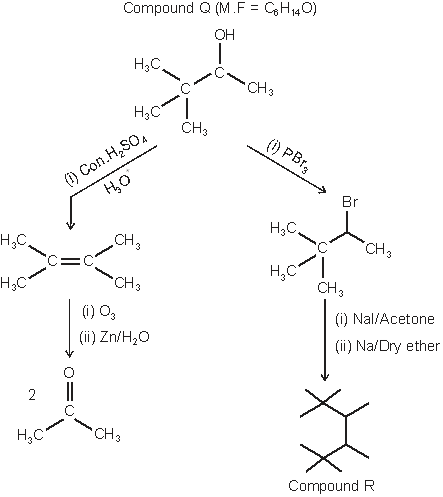 Compound Q (M.F = C₆H₁₄O)
OH
H₃C
C
CH₃
H₃C
CH₃
(i) Con.H₂SO₄
H₃O⁺
(i) PBr₃
H₃C
CH₃
C
C
H₃C
CH₃
Br
H₃C
C
CH₃
H₃C
CH₃
(i) O₃
(ii) Zn/H₂O
(i) NaI/Acetone
(ii) Na/Dry ether
O
2
C
H₃C
CH₃
Compound R